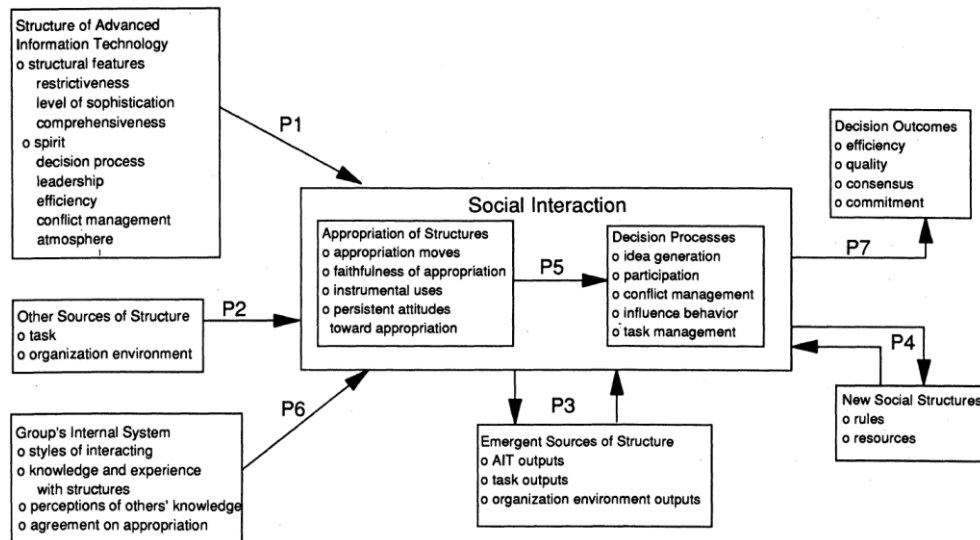 Structure of Advanced
Information Technology
o structural features
restrictiveness
level of sophistication
comprehensiveness
o spirit
decision process
leadership
efficiency
conflict management
atmosphere
P1
Other Sources of Structure
o task
o organization environment
P2
Group's Internal System
o styles of interacting
o knowledge and experience
with structures
o perceptions of others' knowledge
o agreement on appropriation
P6
Social Interaction
Appropriation of Structures
o appropriation moves
o faithfulness of appropriation
o instrumental uses
o persistent attitudes
toward appropriation
P5
Decision Processes
o idea generation
o participation
o conflict management
o influence behavior
o task management
P3
Emergent Sources of Structure
o AIT outputs
o task outputs
o organization environment outputs
Decision Outcomes
o efficiency
o quality
o consensus
o commitment
P7
P4
New Social Structures
o rules
o resources